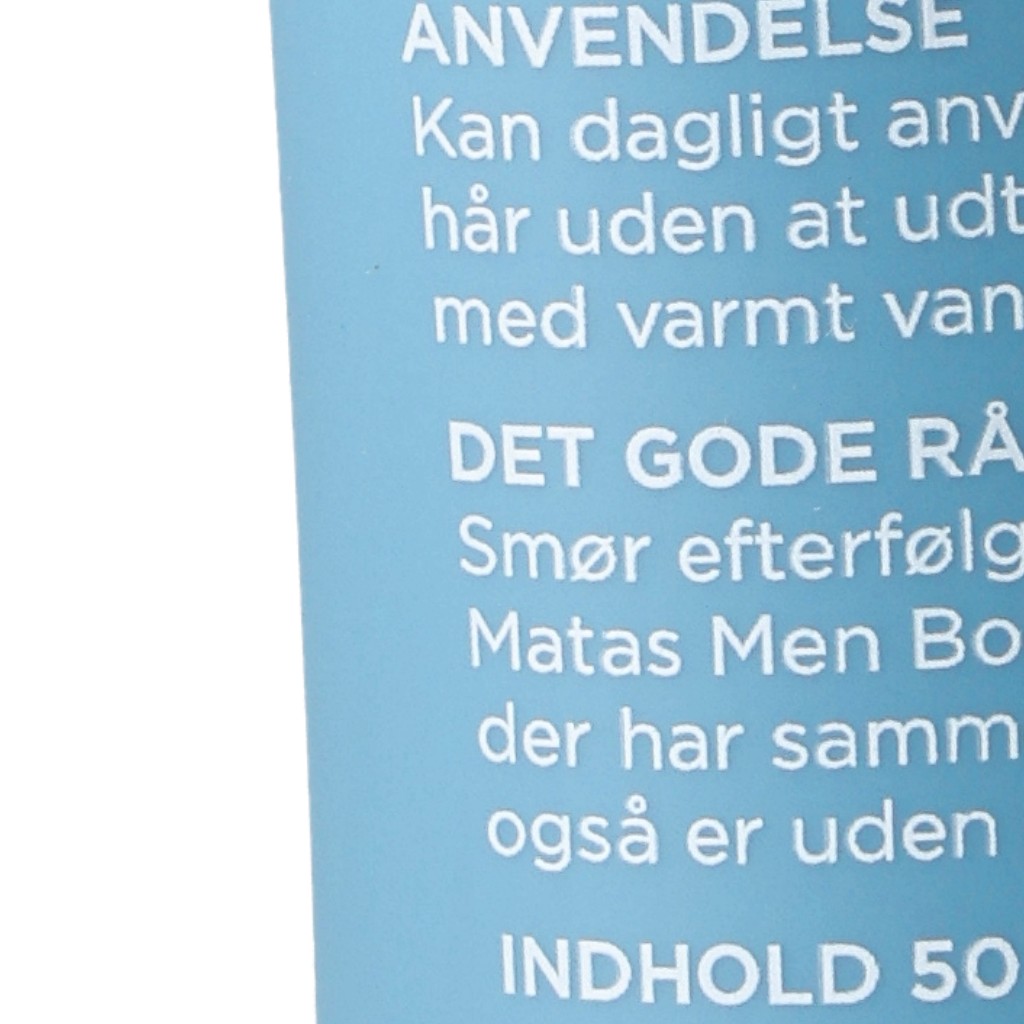 ANVENDELSE
Kan dagligt anv
hår uden at udt
med varmt van
DET GODE RÅ
Smør efterfølg
Matas Men Bo
der har samm
også er uden
INDHOLD 50